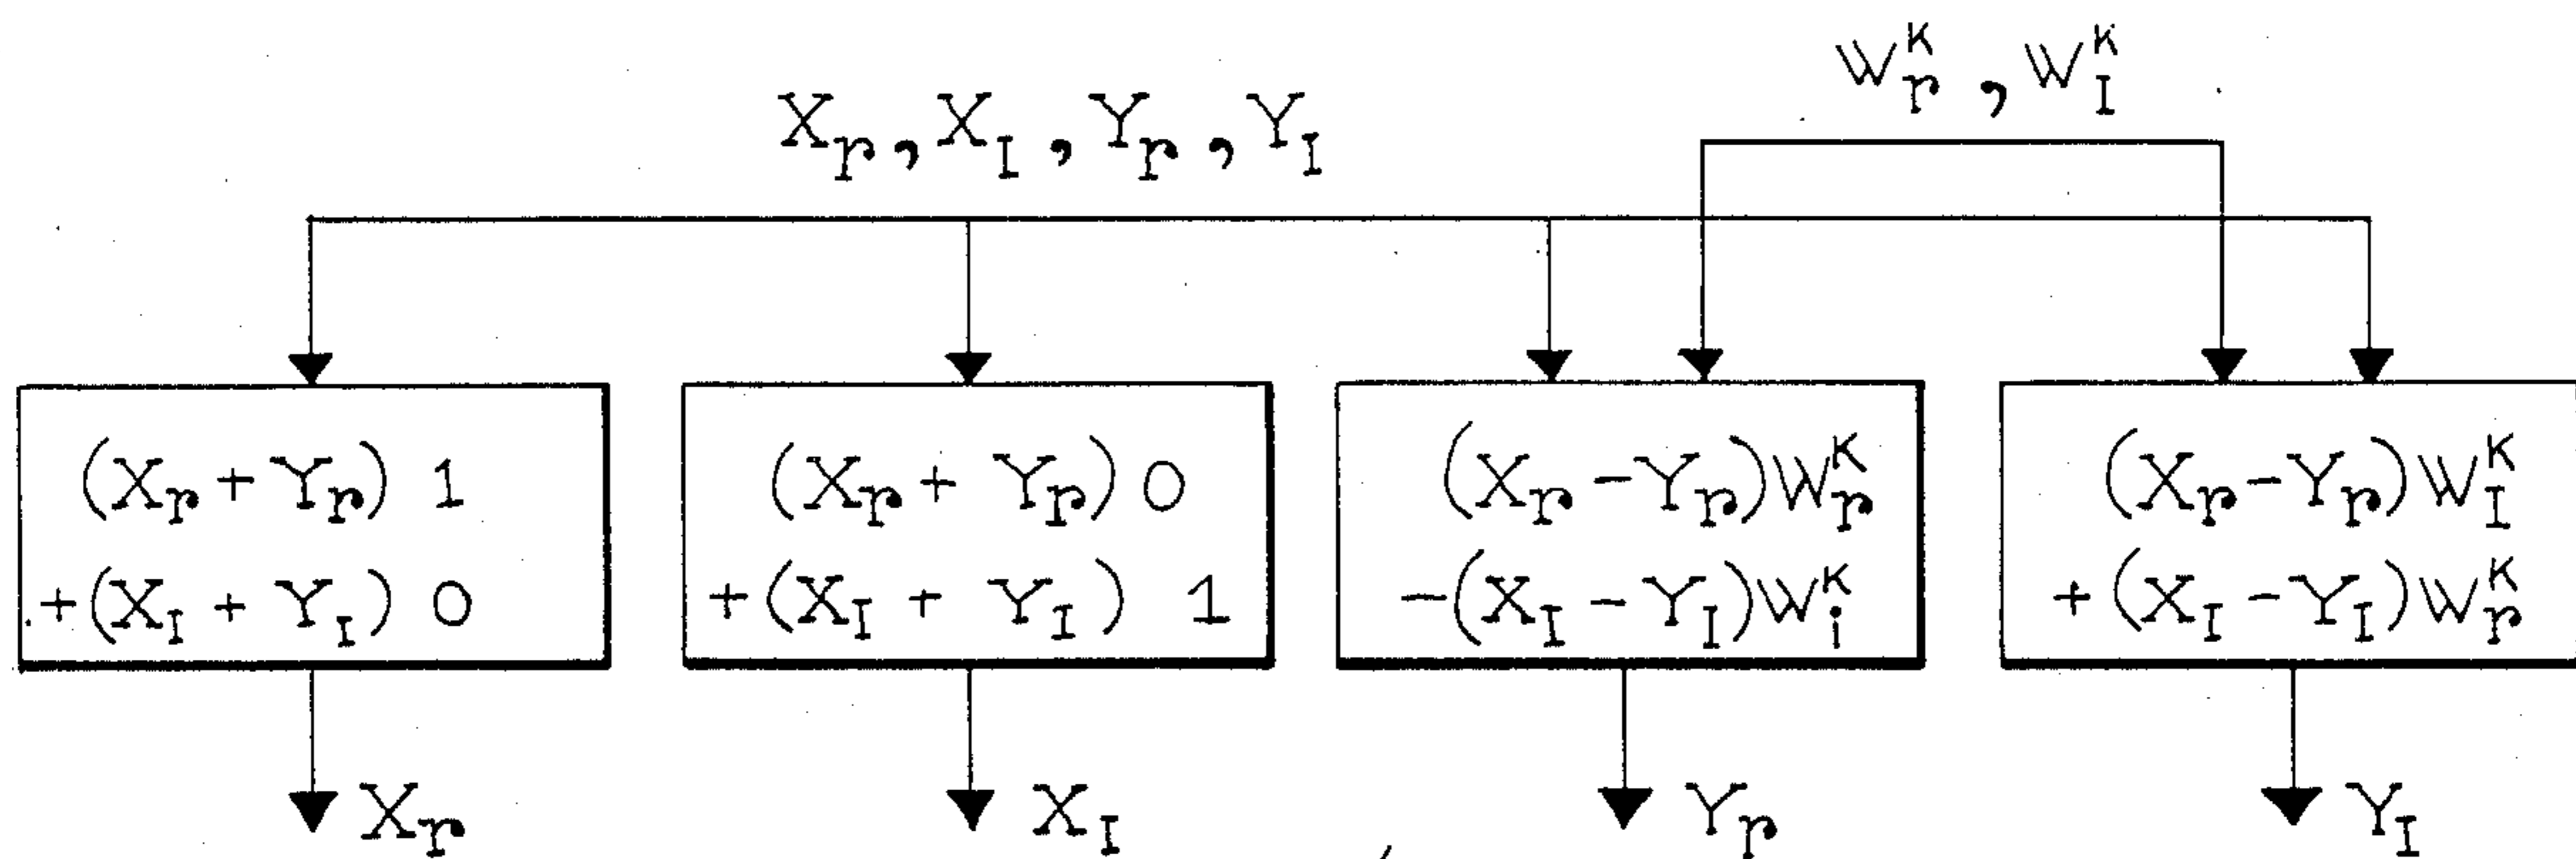 W_r^K , W_I^K
X_r , X_I , Y_r , Y_I
(X_r + Y_r) 1
+(X_I + Y_I) 0
(X_r + Y_r) 0
+(X_I + Y_I) 1
(X_r - Y_r)W_r^K
-(X_I - Y_I)W_i^K
(X_r - Y_r)W_I^K
+(X_I - Y_I)W_r^K
X_r
X_I
Y_r
Y_I